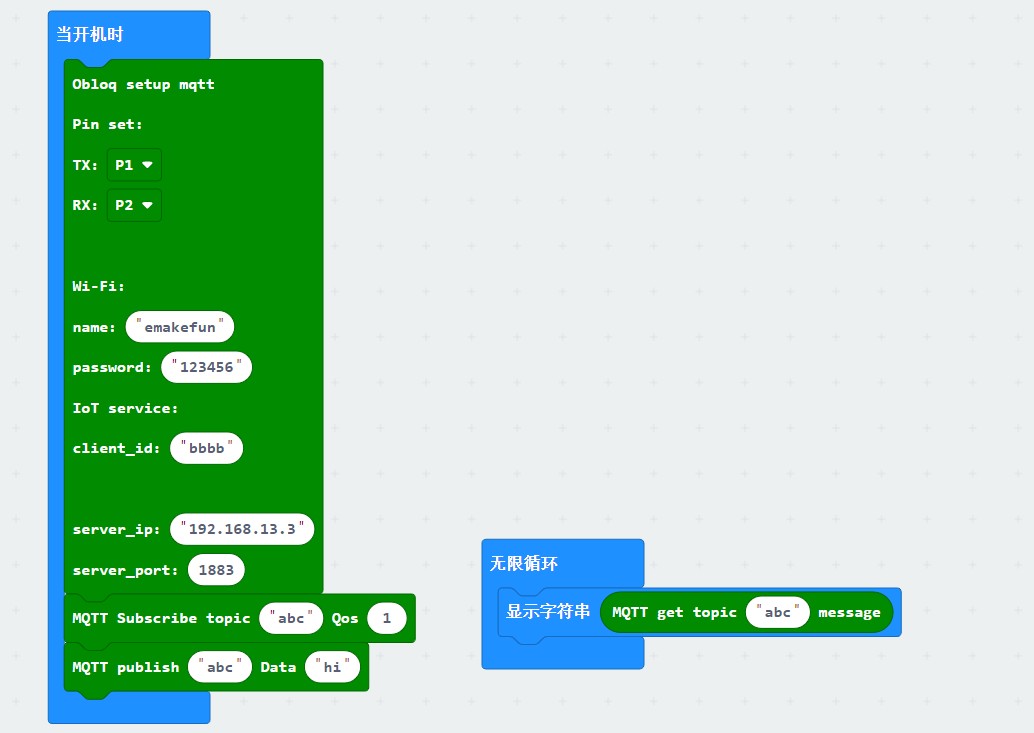 当开机时
Obloq setup mqtt
Pin set:
TX: P1
RX: P2
Wi-Fi:
name: "emakefun"
password: "123456"
IoT service:
client_id: "bbbb"
server_ip: "192.168.13.3"
server_port: 1883
MQTT Subscribe topic "abc" Qos 1
MQTT publish "abc" Data "hi"
无限循环
显示字符串 MQTT get topic "abc" message